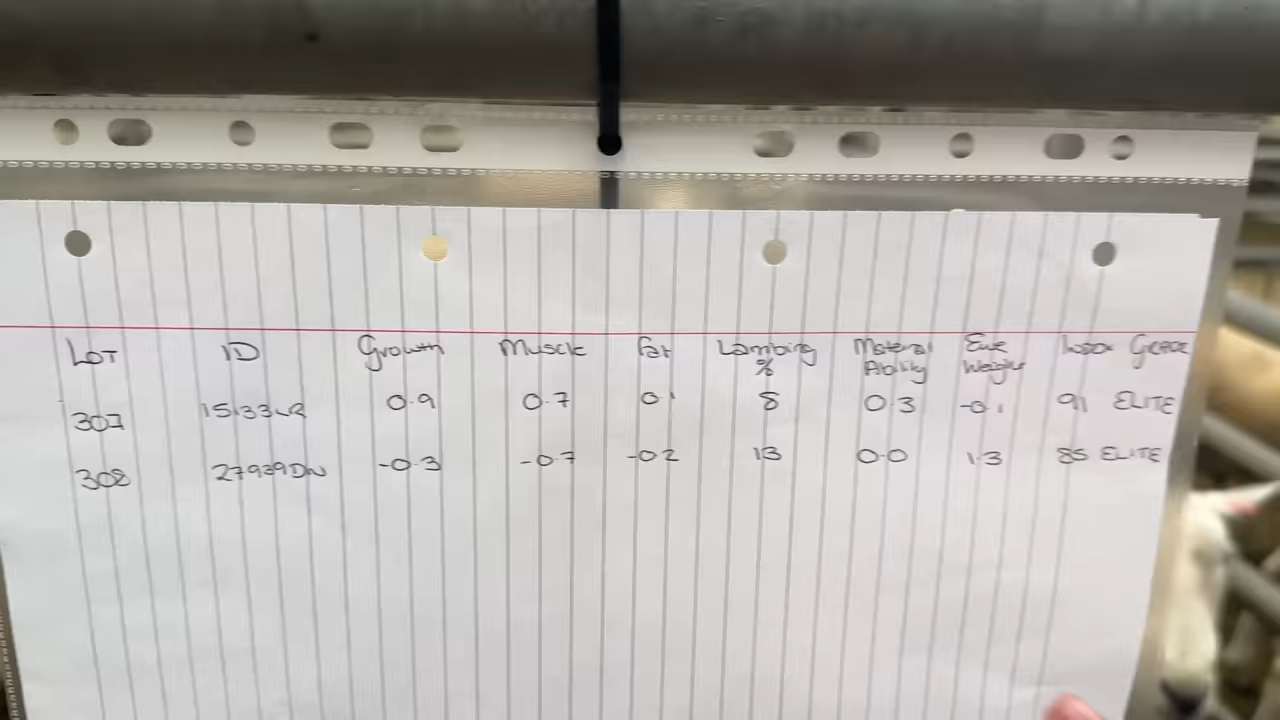 LOT ID Growth Muscle Fat Lambing % Maternal Ability Ewe Weight Index Grade
307 0.9 0.7 0.1 8 0.3 -0.1 91 ELITE
308 27939DW -0.3 -0.7 -0.2 13 0.0 1.3 85 ELITE